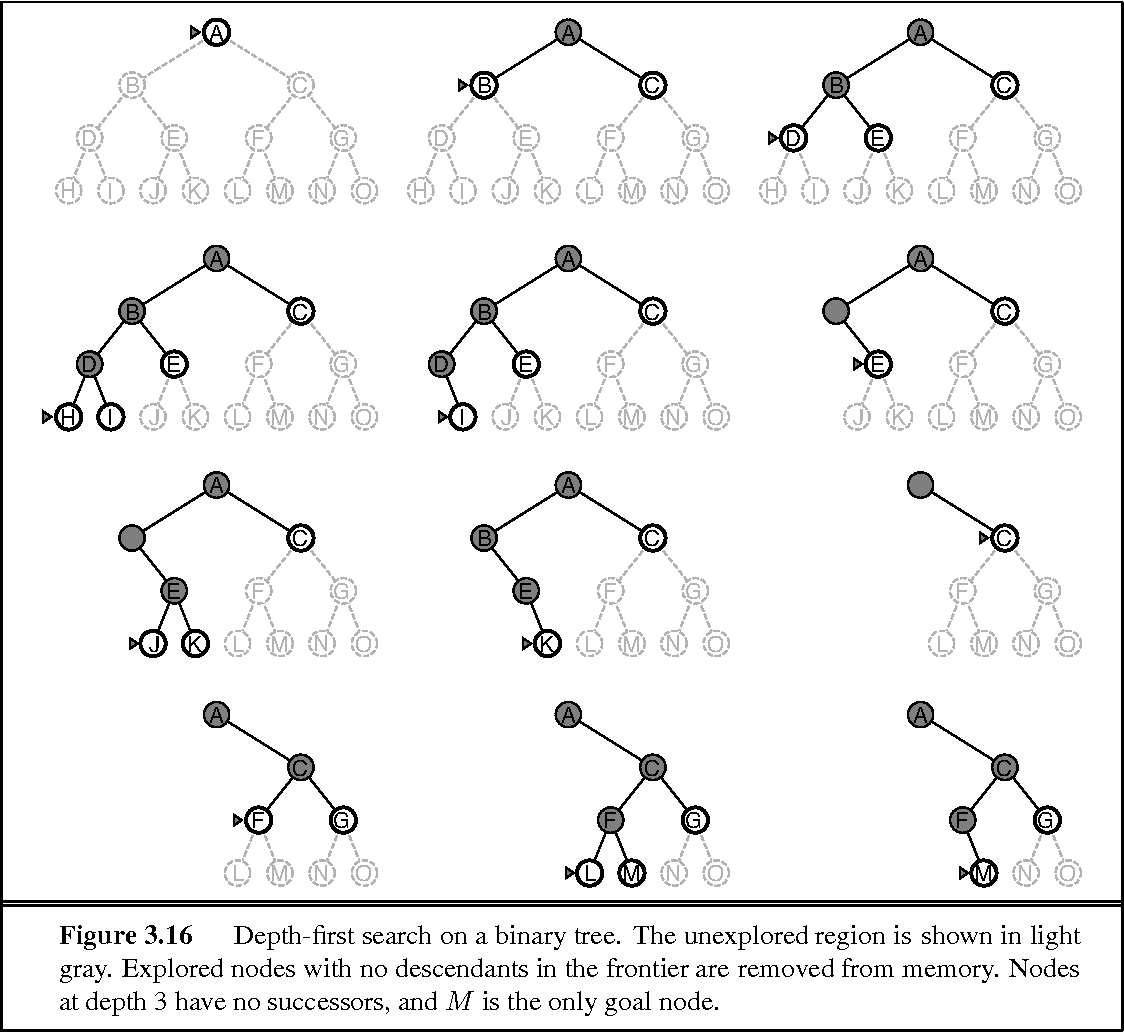 A A A
B C B C B C
D E F G D E F G D E F G
H I J K L M N O H I J K L M N O H I J K L M N O
A A A
B C B C C
D E F G D E F G E F G
H I J K L M N O I J K L M N O J K L M N O
A A
C B C C
E F G E F G F G
J K L M N O K L M N O L M N O
A A A
C C C
F G F G F G
L M N O L M N O M N O
Figure 3.16 Depth-first search on a binary tree. The unexplored region is shown in light
gray. Explored nodes with no descendants in the frontier are removed from memory. Nodes
at depth 3 have no successors, and M is the only goal node.